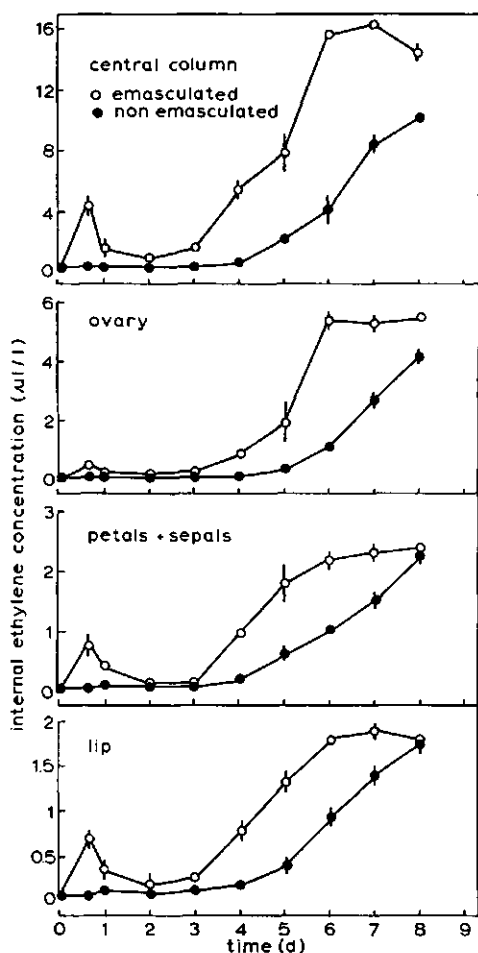 internal ethylene concentration (µl/l)
16
12
8
4
0
central column
emasculated
non emasculated
6
4
2
0
ovary
3
2
1
0
petals + sepals
2
1.5
1
0.5
0
lip
0 1 2 3 4 5 6 7 8 9
time (d)